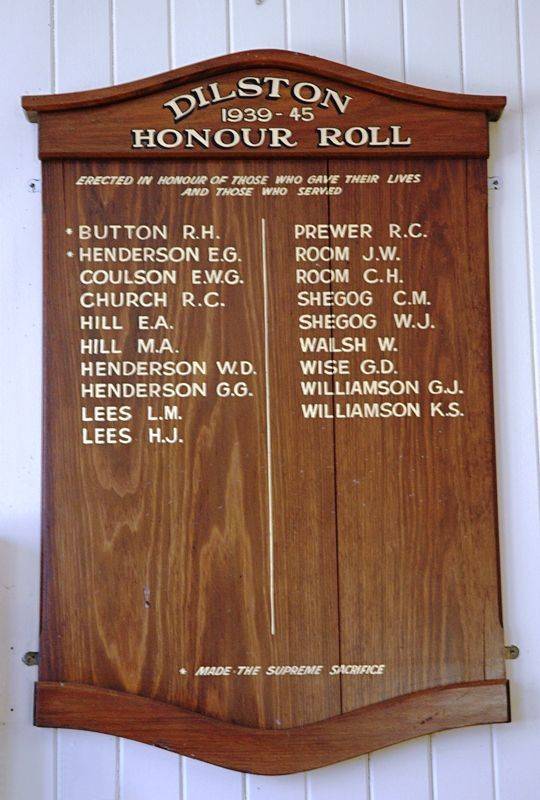 DILSTON
1939-45
HONOUR ROLL
ERECTED IN HONOUR OF THOSE WHO GAVE THEIR LIVES
AND THOSE WHO SERVED
* BUTTON R.H.
* HENDERSON E.G.
COULSON E.W.G.
CHURCH R.C.
HILL E.A.
HILL M.A.
HENDERSON W.D.
HENDERSON G.G.
LEES L.M.
LEES H.J.
PREWER R.C.
ROOM J.W.
ROOM C.H.
SHEGOG C.M.
SHEGOG W.J.
WALSH W.
WISE G.D.
WILLIAMSON G.J.
WILLIAMSON K.S.
* MADE THE SUPREME SACRIFICE